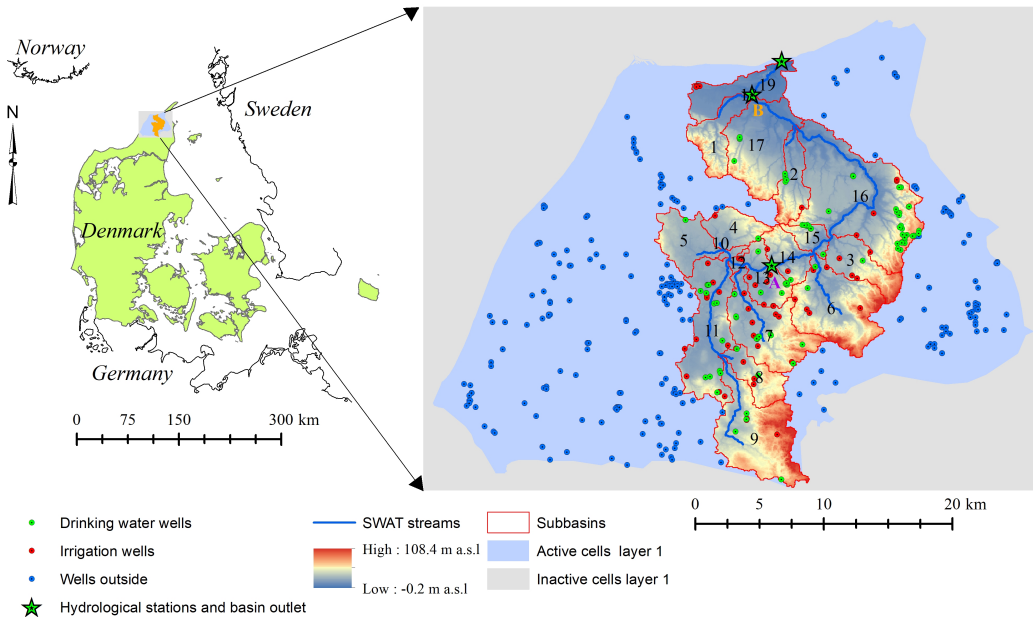 Norway
N
Sweden
Denmark
Germany
0 75 150 300 km
19
B
1
17
2
16
4
5
10
15
14
3
12
13
A
6
11
7
8
9
0 5 10 20 km
Drinking water wells
Irrigation wells
Wells outside
Hydrological stations and basin outlet
SWAT streams
High : 108.4 m a.s.l
Low : -0.2 m a.s.l
Subbasins
Active cells layer 1
Inactive cells layer 1